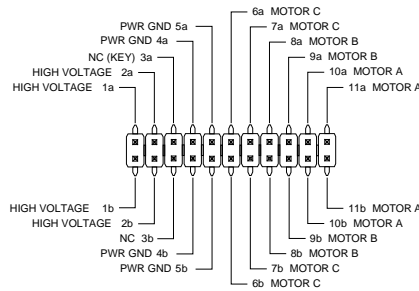 6a MOTOR C
PWR GND 5a 7a MOTOR C
PWR GND 4a 8a MOTOR B
NC (KEY) 3a 9a MOTOR B
HIGH VOLTAGE 2a 10a MOTOR A
HIGH VOLTAGE 1a 11a MOTOR A
HIGH VOLTAGE 1b 11b MOTOR A
HIGH VOLTAGE 2b 10b MOTOR A
NC 3b 9b MOTOR B
PWR GND 4b 8b MOTOR B
PWR GND 5b 7b MOTOR C
6b MOTOR C